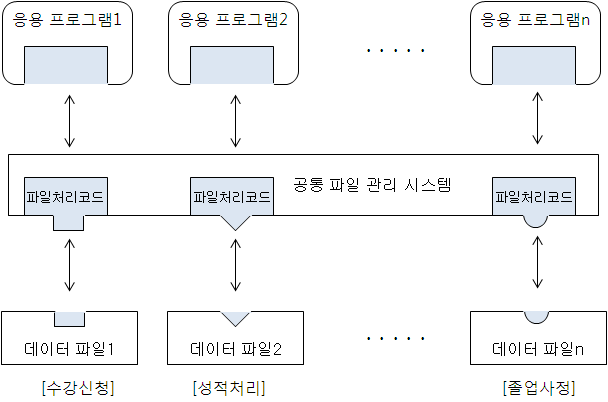 응용 프로그램1
응용 프로그램2
· · · · ·
응용 프로그램n
공통 파일 관리 시스템
파일처리코드
파일처리코드
파일처리코드
데이터 파일1
데이터 파일2
· · · · ·
데이터 파일n
[수강신청]
[성적처리]
[졸업사정]